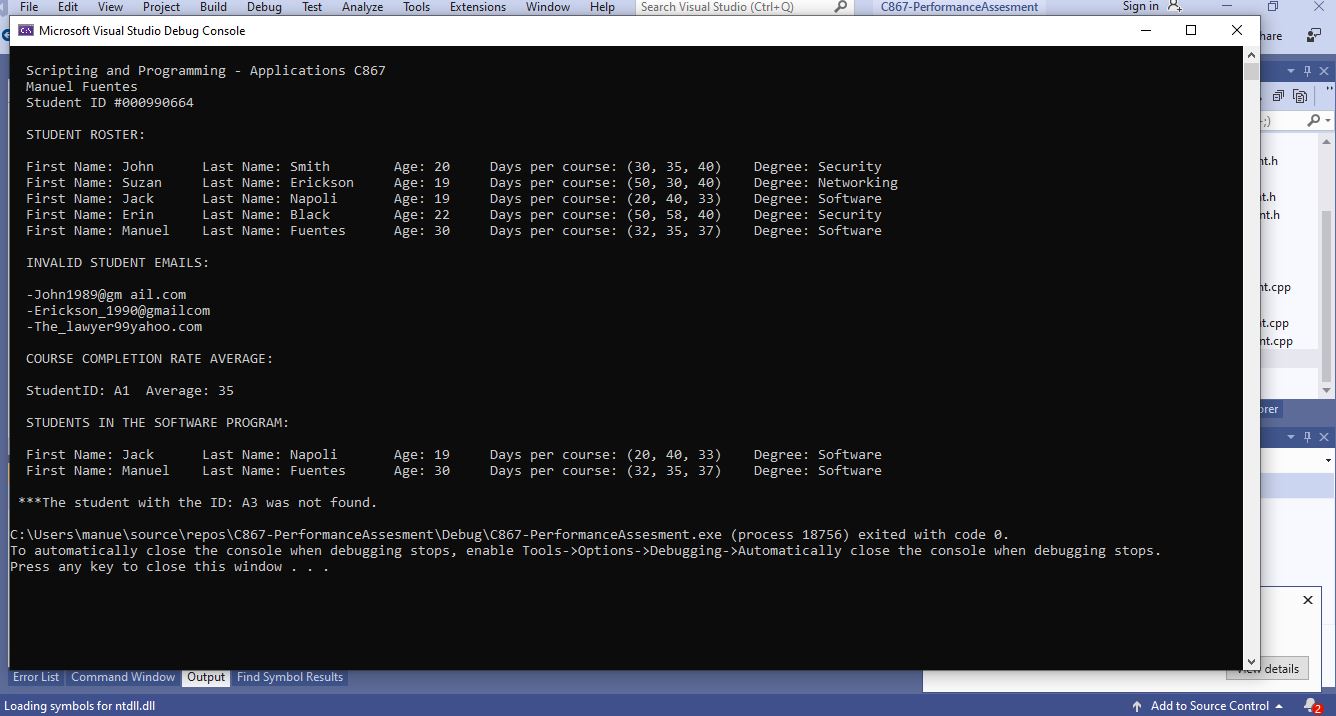 File Edit View Project Build Debug Test Analyze Tools Extensions Window Help Search Visual Studio (Ctrl+Q) C867-PerformanceAssesment Sign in
Microsoft Visual Studio Debug Console
hare
Scripting and Programming - Applications C867
Manuel Fuentes
Student ID #000990664
-;)
STUDENT ROSTER:
First Name: John Last Name: Smith Age: 20 Days per course: (30, 35, 40) Degree: Security
nt.h
First Name: Suzan Last Name: Erickson Age: 19 Days per course: (50, 30, 40) Degree: Networking
First Name: Jack Last Name: Napoli Age: 19 Days per course: (20, 40, 33) Degree: Software
t.h
First Name: Erin Last Name: Black Age: 22 Days per course: (50, 58, 40) Degree: Security
nt.h
First Name: Manuel Last Name: Fuentes Age: 30 Days per course: (32, 35, 37) Degree: Software
INVALID STUDENT EMAILS:
nt.cpp
-John1989@gm ail.com
-Erickson_1990@gmailcom
-The_lawyer99yahoo.com
t.cpp
nt.cpp
COURSE COMPLETION RATE AVERAGE:
StudentID: A1 Average: 35
orer
STUDENTS IN THE SOFTWARE PROGRAM:
First Name: Jack Last Name: Napoli Age: 19 Days per course: (20, 40, 33) Degree: Software
First Name: Manuel Last Name: Fuentes Age: 30 Days per course: (32, 35, 37) Degree: Software
***The student with the ID: A3 was not found.
C:\Users\manue\source\repos\C867-PerformanceAssesment\Debug\C867-PerformanceAssesment.exe (process 18756) exited with code 0.
To automatically close the console when debugging stops, enable Tools->Options->Debugging->Automatically close the console when debugging stops.
Press any key to close this window . . .
details
Error List Command Window Output Find Symbol Results
Loading symbols for ntdll.dll Add to Source Control 2